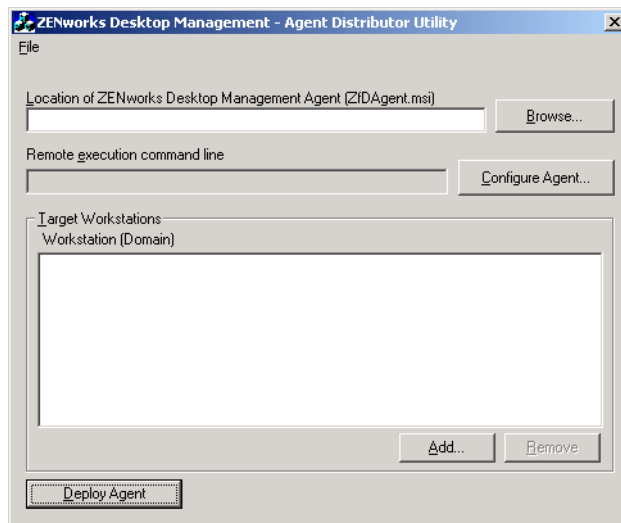 ZENworks Desktop Management - Agent Distributor Utility
File
Location of ZENworks Desktop Management Agent (ZfDAgent.msi)
Browse...
Remote execution command line
Configure Agent...
Target Workstations
Workstation (Domain)
Add...
Remove
Deploy Agent